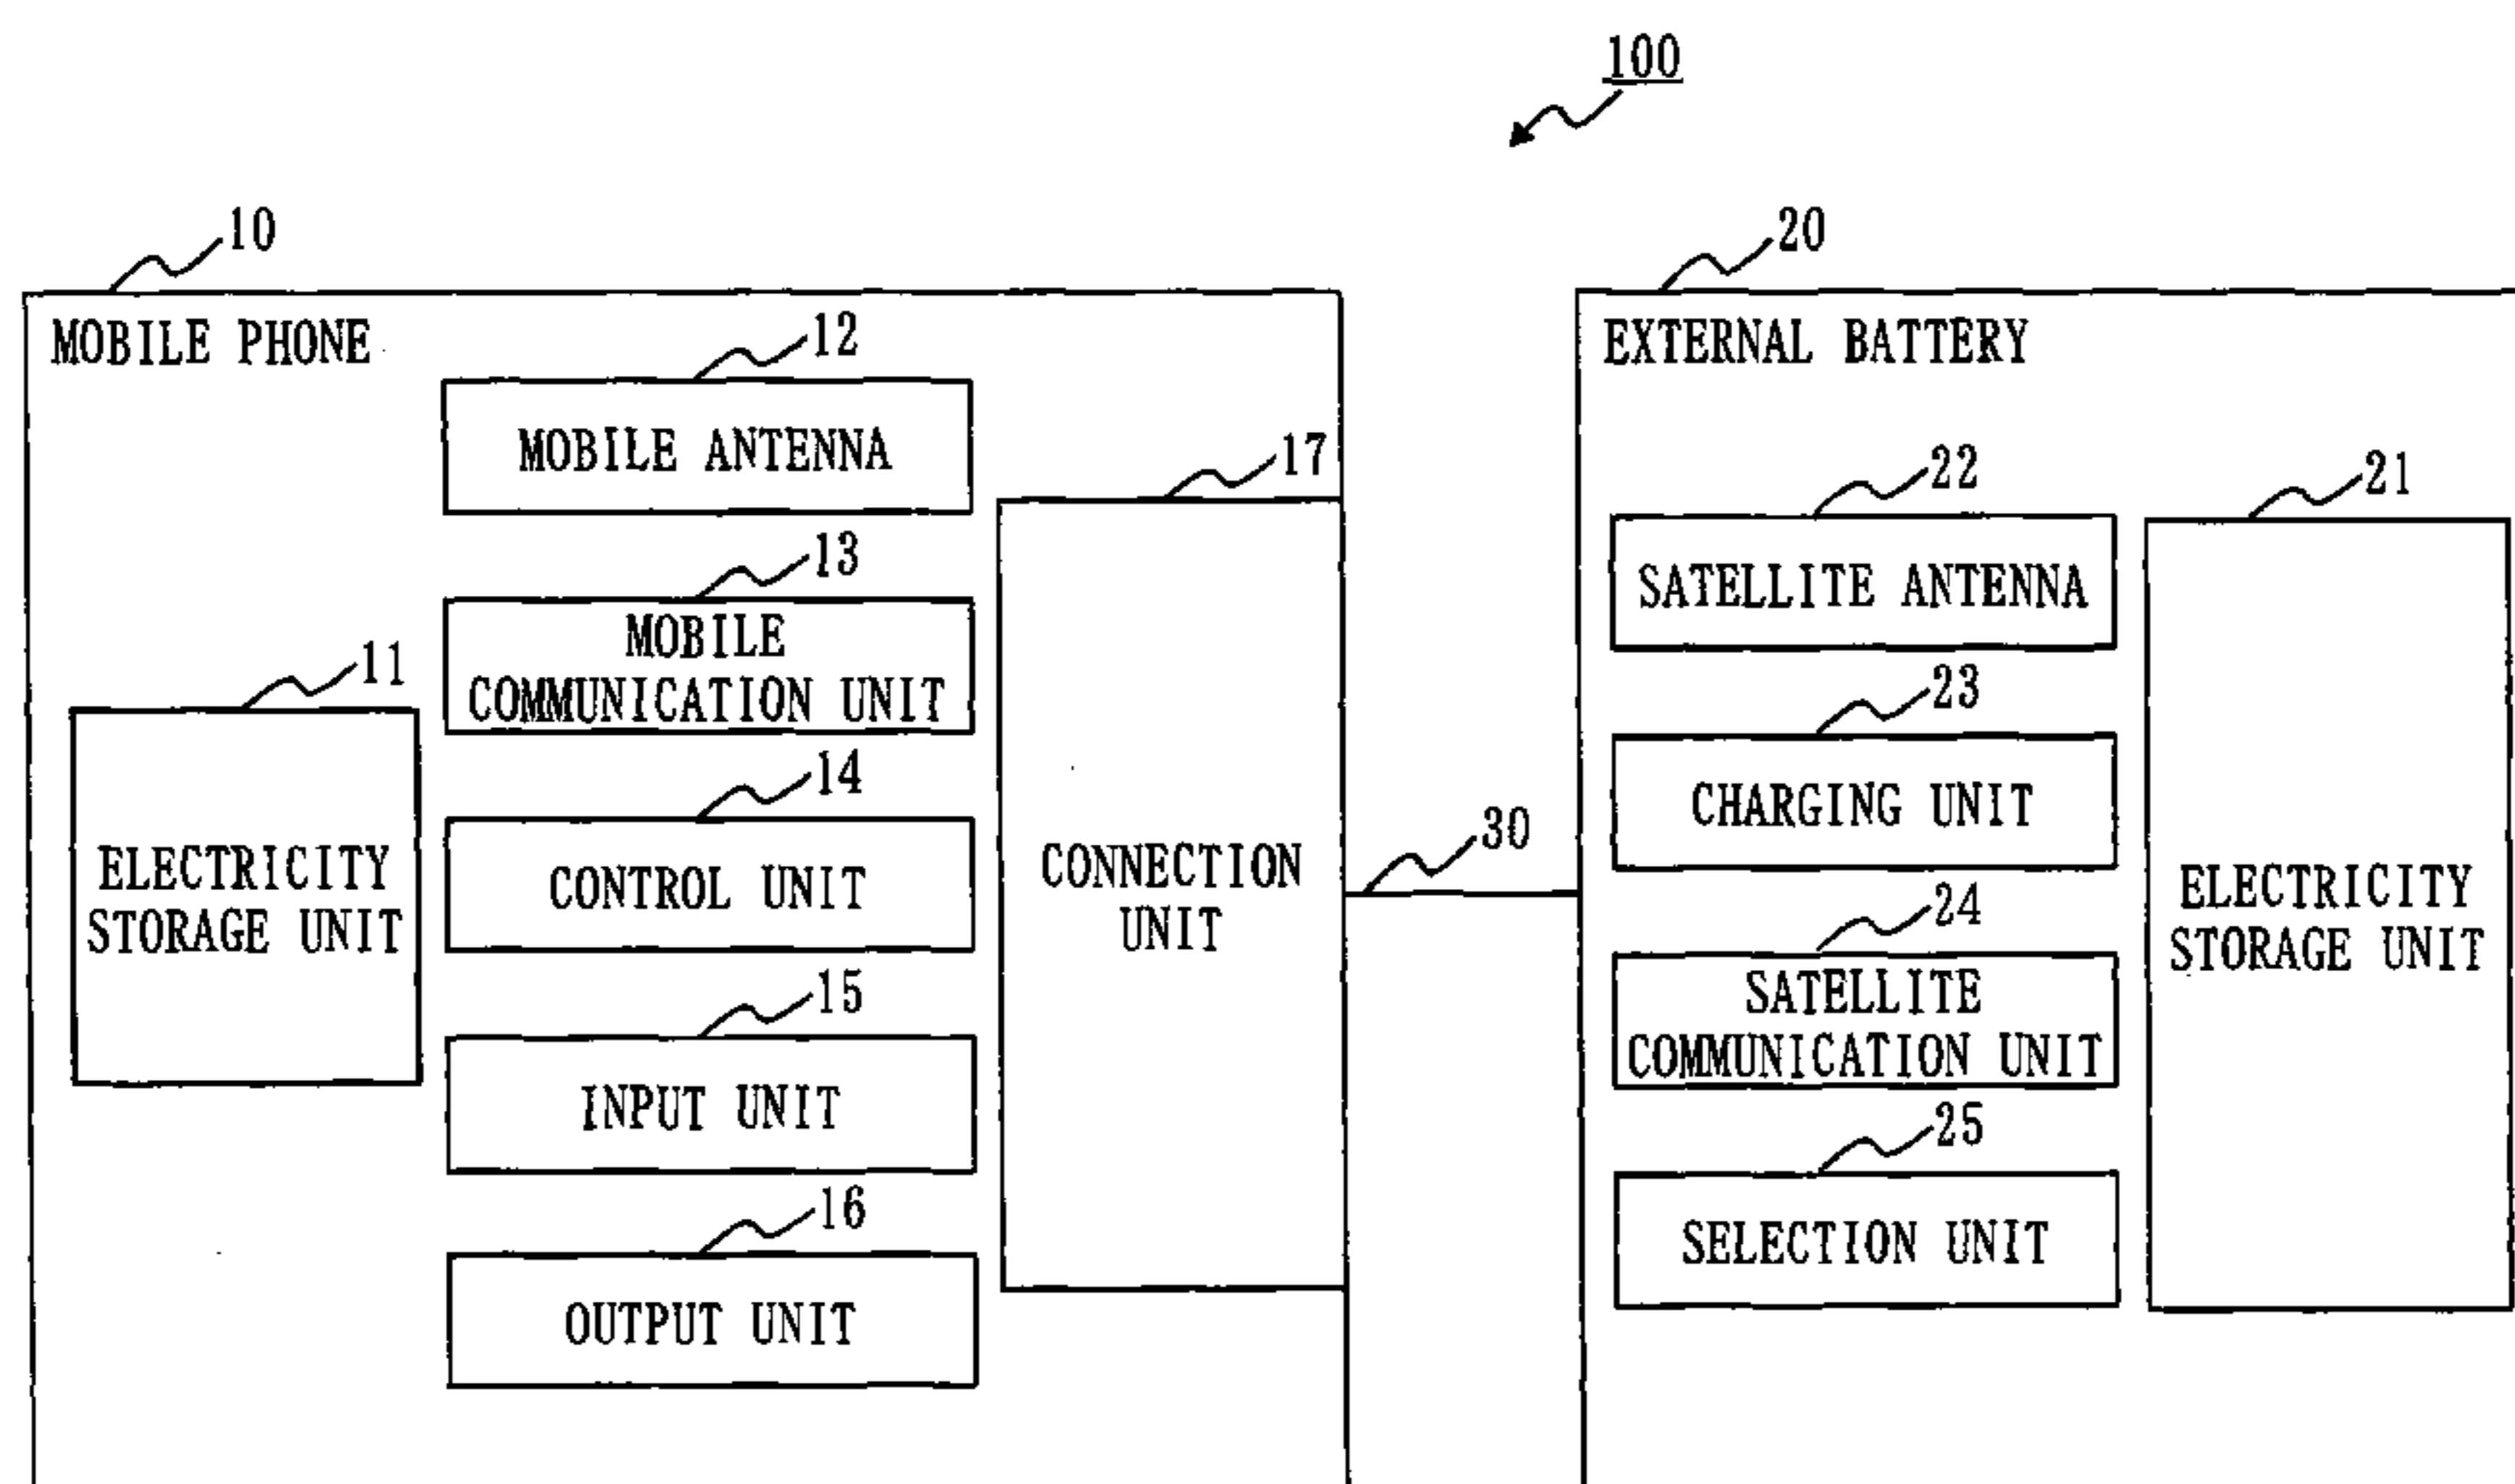 100
10
MOBILE PHONE
12
MOBILE ANTENNA
13
MOBILE
COMMUNICATION UNIT
11
ELECTRICITY
STORAGE UNIT
14
CONTROL UNIT
15
INPUT UNIT
16
OUTPUT UNIT
17
CONNECTION
UNIT
30
20
EXTERNAL BATTERY
22
SATELLITE ANTENNA
23
CHARGING UNIT
24
SATELLITE
COMMUNICATION UNIT
25
SELECTION UNIT
21
ELECTRICITY
STORAGE UNIT